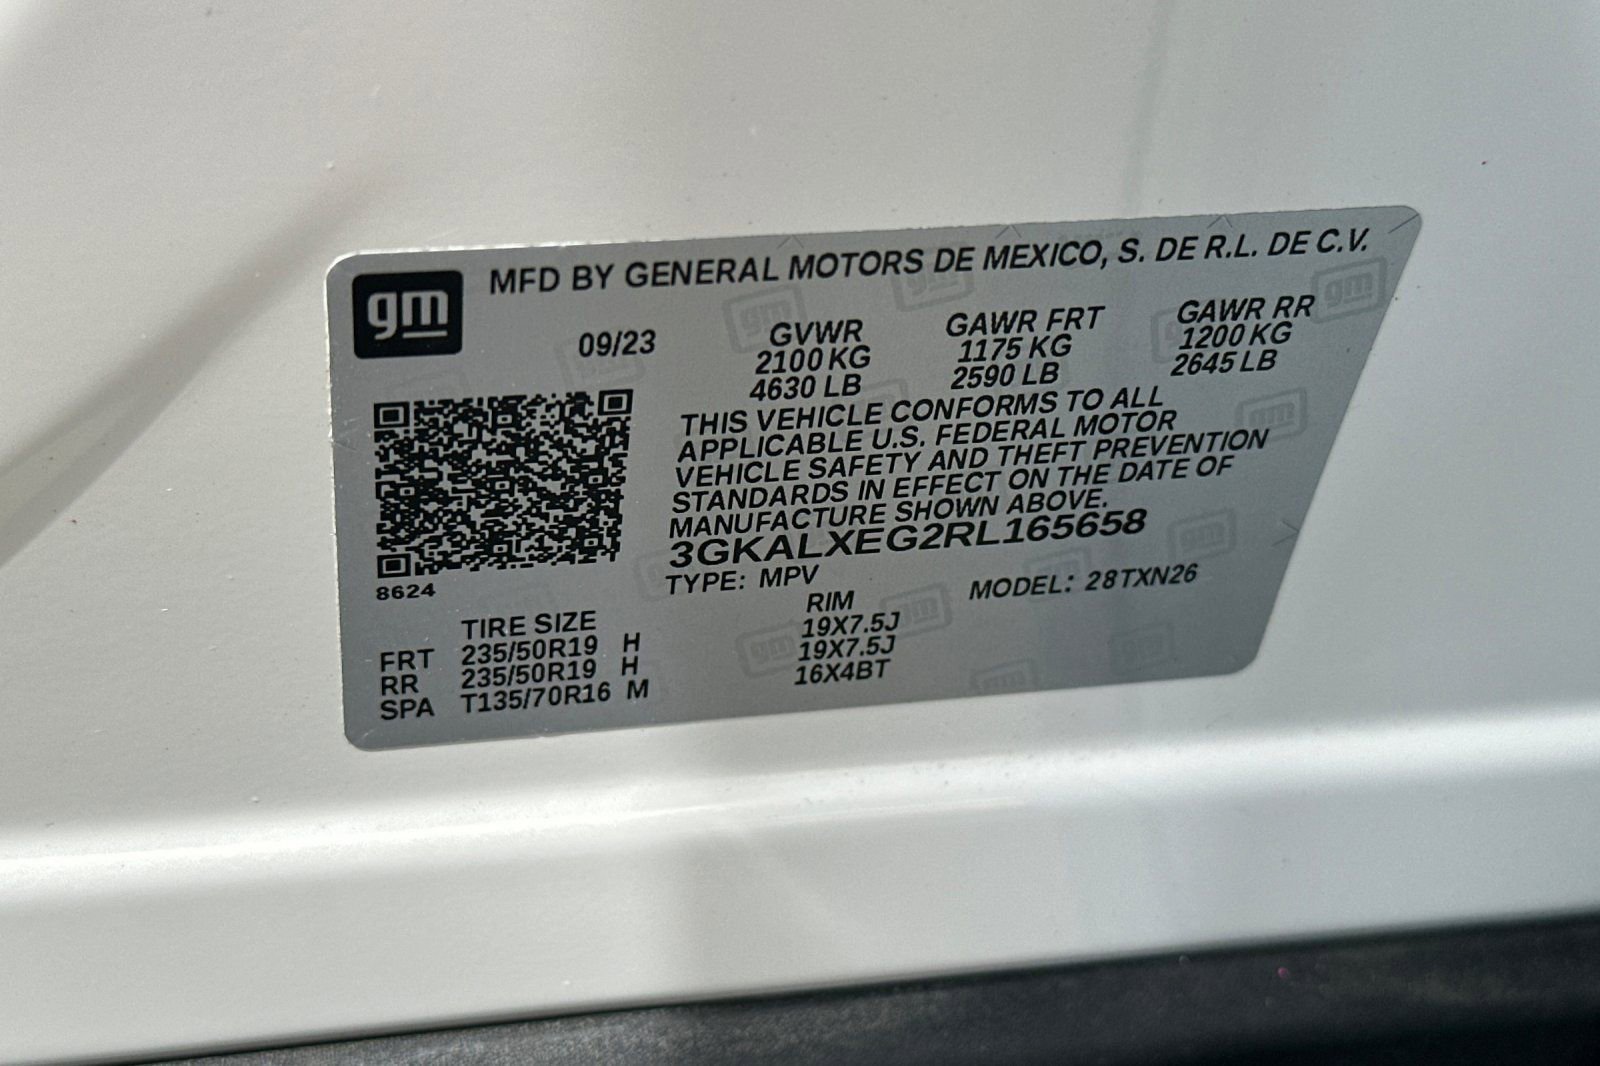 gm MFD BY GENERAL MOTORS DE MEXICO, S. DE R.L. DE C.V.
09/23 GVWR GAWR FRT GAWR RR
2100 KG 1175 KG 1200 KG
4630 LB 2590 LB 2645 LB
THIS VEHICLE CONFORMS TO ALL
APPLICABLE U.S. FEDERAL MOTOR
VEHICLE SAFETY AND THEFT PREVENTION
STANDARDS IN EFFECT ON THE DATE OF
MANUFACTURE SHOWN ABOVE.
3GKALXEG2RL165658
8624 TYPE: MPV MODEL: 28TXN26
TIRE SIZE RIM
FRT 235/50R19 H 19X7.5J
RR 235/50R19 H 19X7.5J
SPA T135/70R16 M 16X4BT